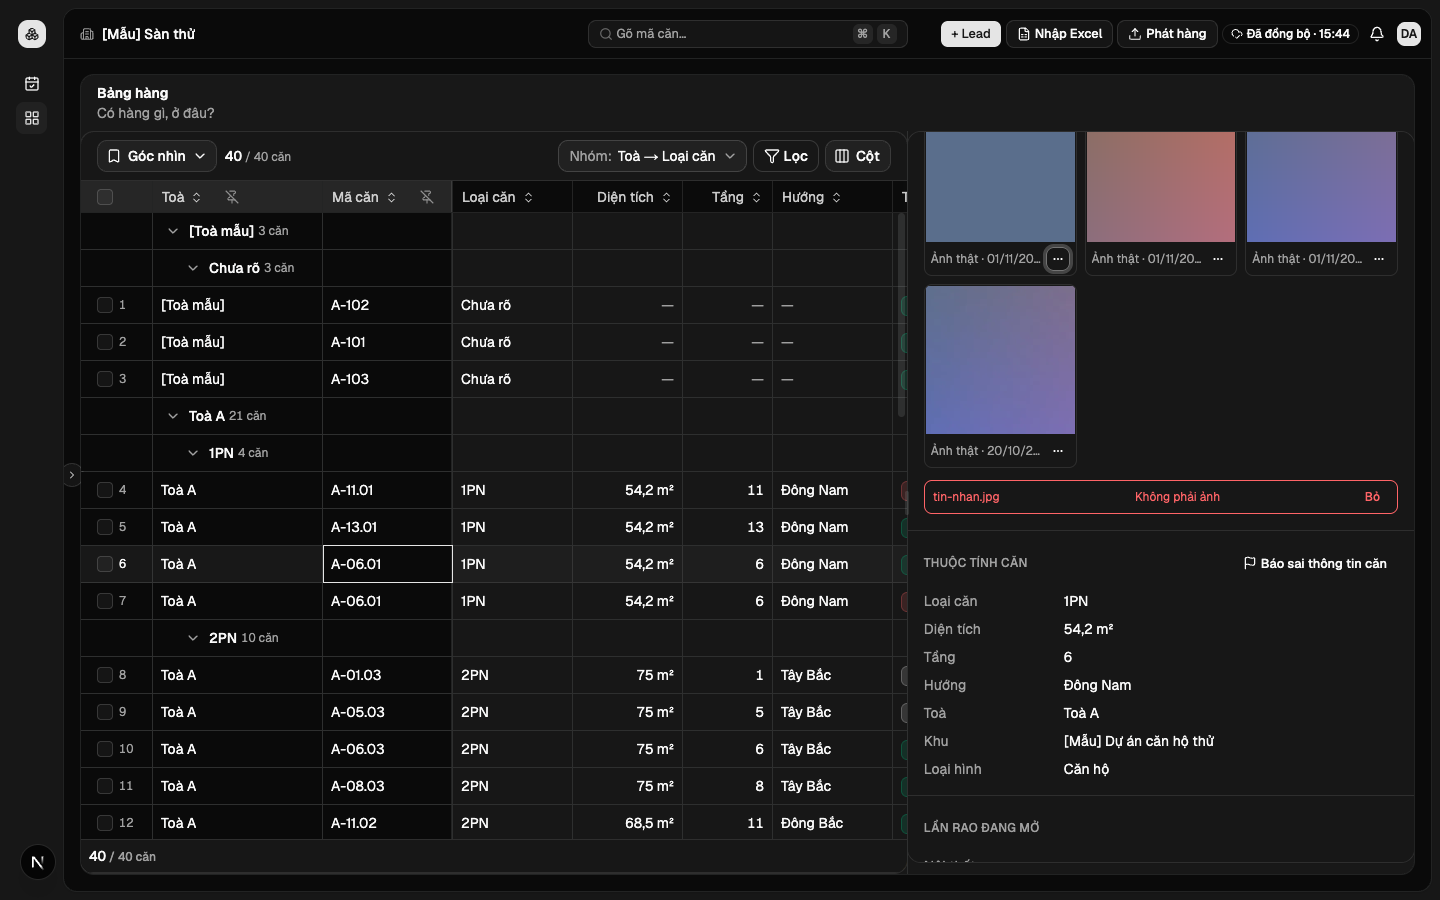 [Mẫu] Sàn thử
Gõ mã căn...
⌘ K
+ Lead
Nhập Excel
Phát hàng
Đã đồng bộ · 15:44
DA
Bảng hàng
Có hàng gì, ở đâu?
Góc nhìn
40 / 40 căn
Nhóm: Toà → Loại căn
Lọc
Cột
Toà Mã căn Loại căn Diện tích Tầng Hướng
[Toà mẫu] 3 căn
Chưa rõ 3 căn
1 [Toà mẫu] A-102 Chưa rõ — — —
2 [Toà mẫu] A-101 Chưa rõ — — —
3 [Toà mẫu] A-103 Chưa rõ — — —
Toà A 21 căn
1PN 4 căn
4 Toà A A-11.01 1PN 54,2 m² 11 Đông Nam
5 Toà A A-13.01 1PN 54,2 m² 13 Đông Nam
6 Toà A A-06.01 1PN 54,2 m² 6 Đông Nam
7 Toà A A-06.01 1PN 54,2 m² 6 Đông Nam
2PN 10 căn
8 Toà A A-01.03 2PN 75 m² 1 Tây Bắc
9 Toà A A-05.03 2PN 75 m² 5 Tây Bắc
10 Toà A A-06.03 2PN 75 m² 6 Tây Bắc
11 Toà A A-08.03 2PN 75 m² 8 Tây Bắc
12 Toà A A-11.02 2PN 68,5 m² 11 Đông Bắc
40 / 40 căn
N
Ảnh thật · 01/11/20...
Ảnh thật · 01/11/20...
Ảnh thật · 01/11/20...
Ảnh thật · 20/10/2...
tin-nhan.jpg Không phải ảnh Bỏ
THUỘC TÍNH CĂN
Báo sai thông tin căn
Loại căn 1PN
Diện tích 54,2 m²
Tầng 6
Hướng Đông Nam
Toà Toà A
Khu [Mẫu] Dự án căn hộ thử
Loại hình Căn hộ
LẦN RAO ĐANG MỞ